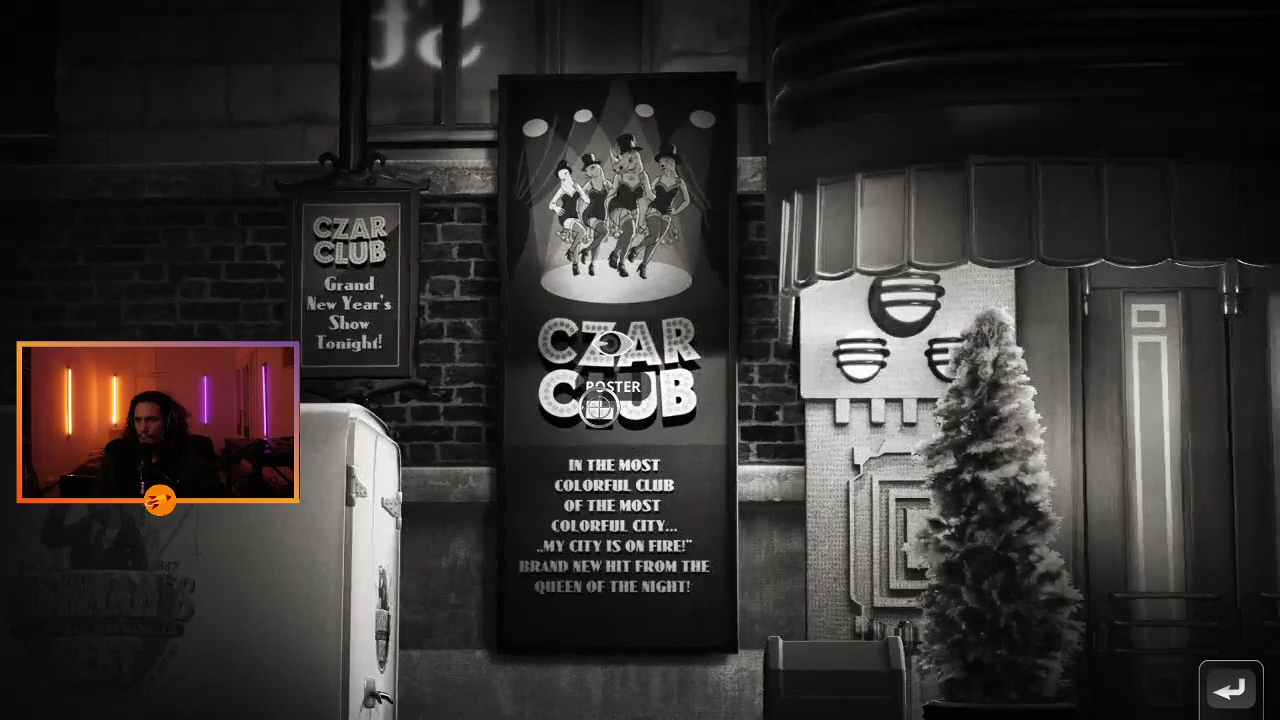 CZAR
CLUB
Grand
New Year's
Show
Tonight!
CZAR
CLUB
POSTER
IN THE MOST
COLORFUL CLUB
OF THE MOST
COLORFUL CITY...
„MY CITY IS ON FIRE!"
BRAND NEW HIT FROM THE
QUEEN OF THE NIGHT!